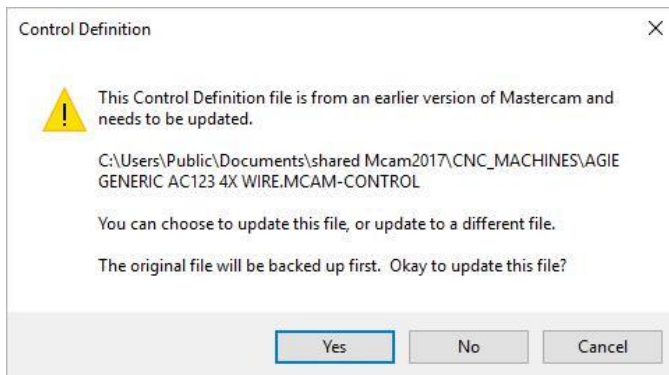 Control Definition
This Control Definition file is from an earlier version of Mastercam and
needs to be updated.
C:\Users\Public\Documents\shared Mcam2017\CNC_MACHINES\AGIE
GENERIC AC123 4X WIRE.MCAM-CONTROL
You can choose to update this file, or update to a different file.
The original file will be backed up first.  Okay to update this file?
Yes
No
Cancel